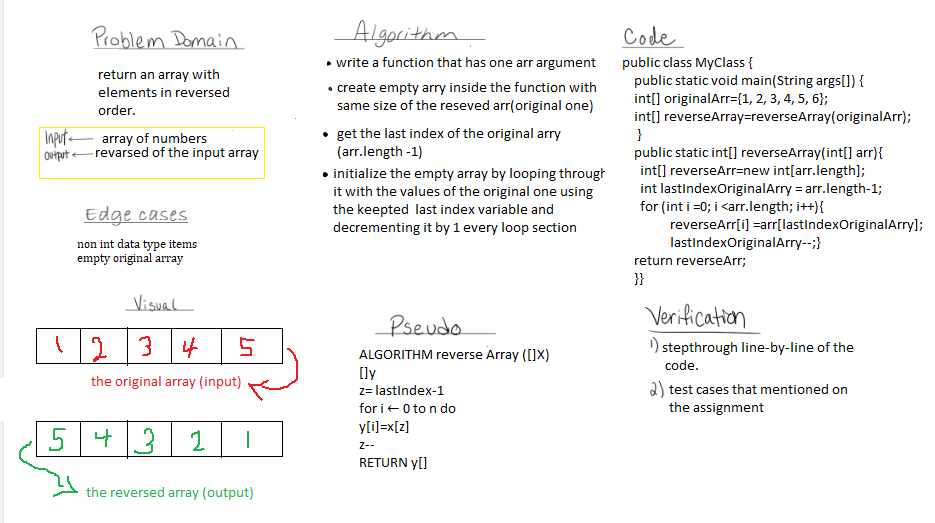 Problem Domain
return an array with
elements in reversed
order.
Input← array of numbers
output← revarsed of the input array
Edge cases
non int data type items
empty original array
Visual
1 2 3 4 5
the original array (input)
5 4 3 2 1
the reversed array (output)
Algorithm
• write a function that has one arr argument
• create empty arry inside the function with
same size of the reseved arr(original one)
• get the last index of the original arry
(arr.length -1)
• initialize the empty array by looping through
it with the values of the original one using
the keepted last index variable and
decrementing it by 1 every loop section
Pseudo
ALGORITHM reverse Array ([]X)
[]y
z= lastIndex-1
for i ← 0 to n do
y[i]=x[z]
z--
RETURN y[]
Code
public class MyClass {
public static void main(String args[]) {
int[] originalArr={1, 2, 3, 4, 5, 6};
int[] reverseArray=reverseArray(originalArr);
}
public static int[] reverseArray(int[] arr){
int[] reverseArr=new int[arr.length];
int lastIndexOriginalArry = arr.length-1;
for (int i =0; i <arr.length; i++){
reverseArr[i] =arr[lastIndexOriginalArry];
lastIndexOriginalArry--;}
return reverseArr;
}}
Verification
1) stepthrough line-by-line of the
code.
2) test cases that mentioned on
the assignment